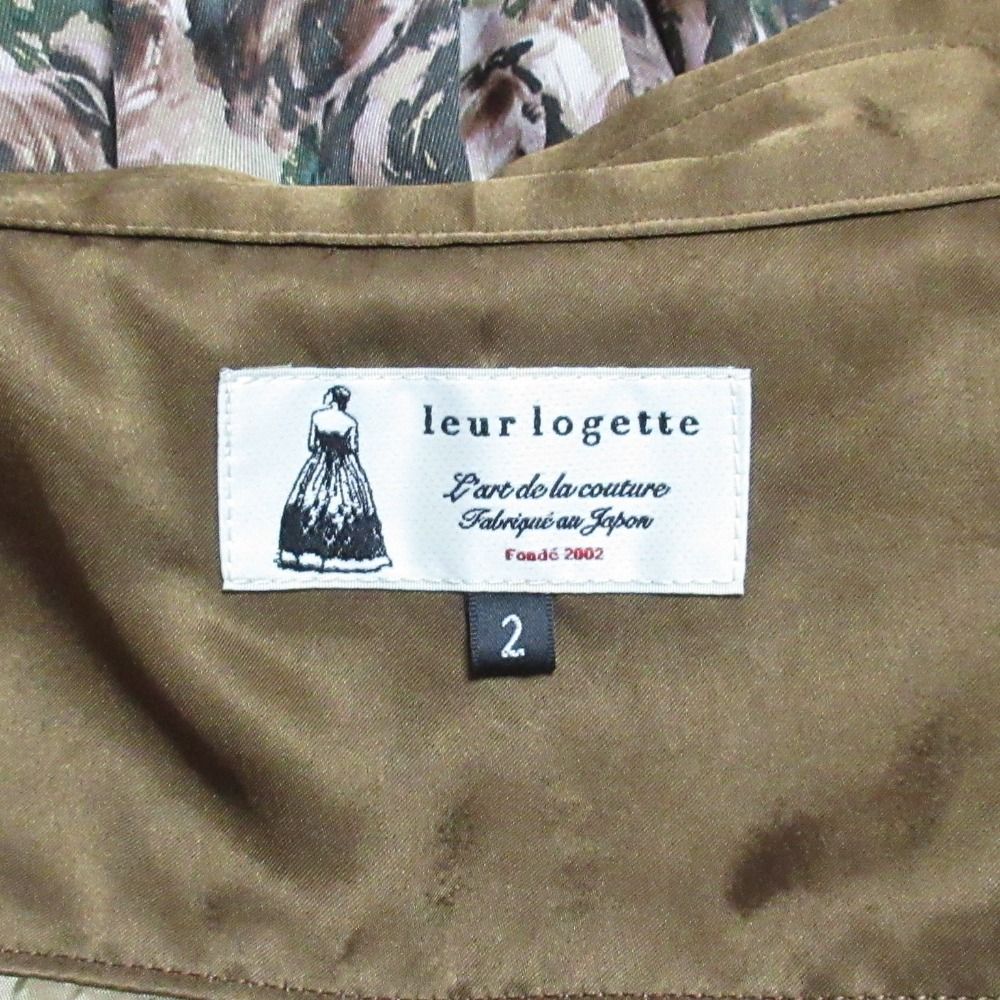 leur logette
L'art de la couture
Fabriqué au Japon
Fondé 2002
2